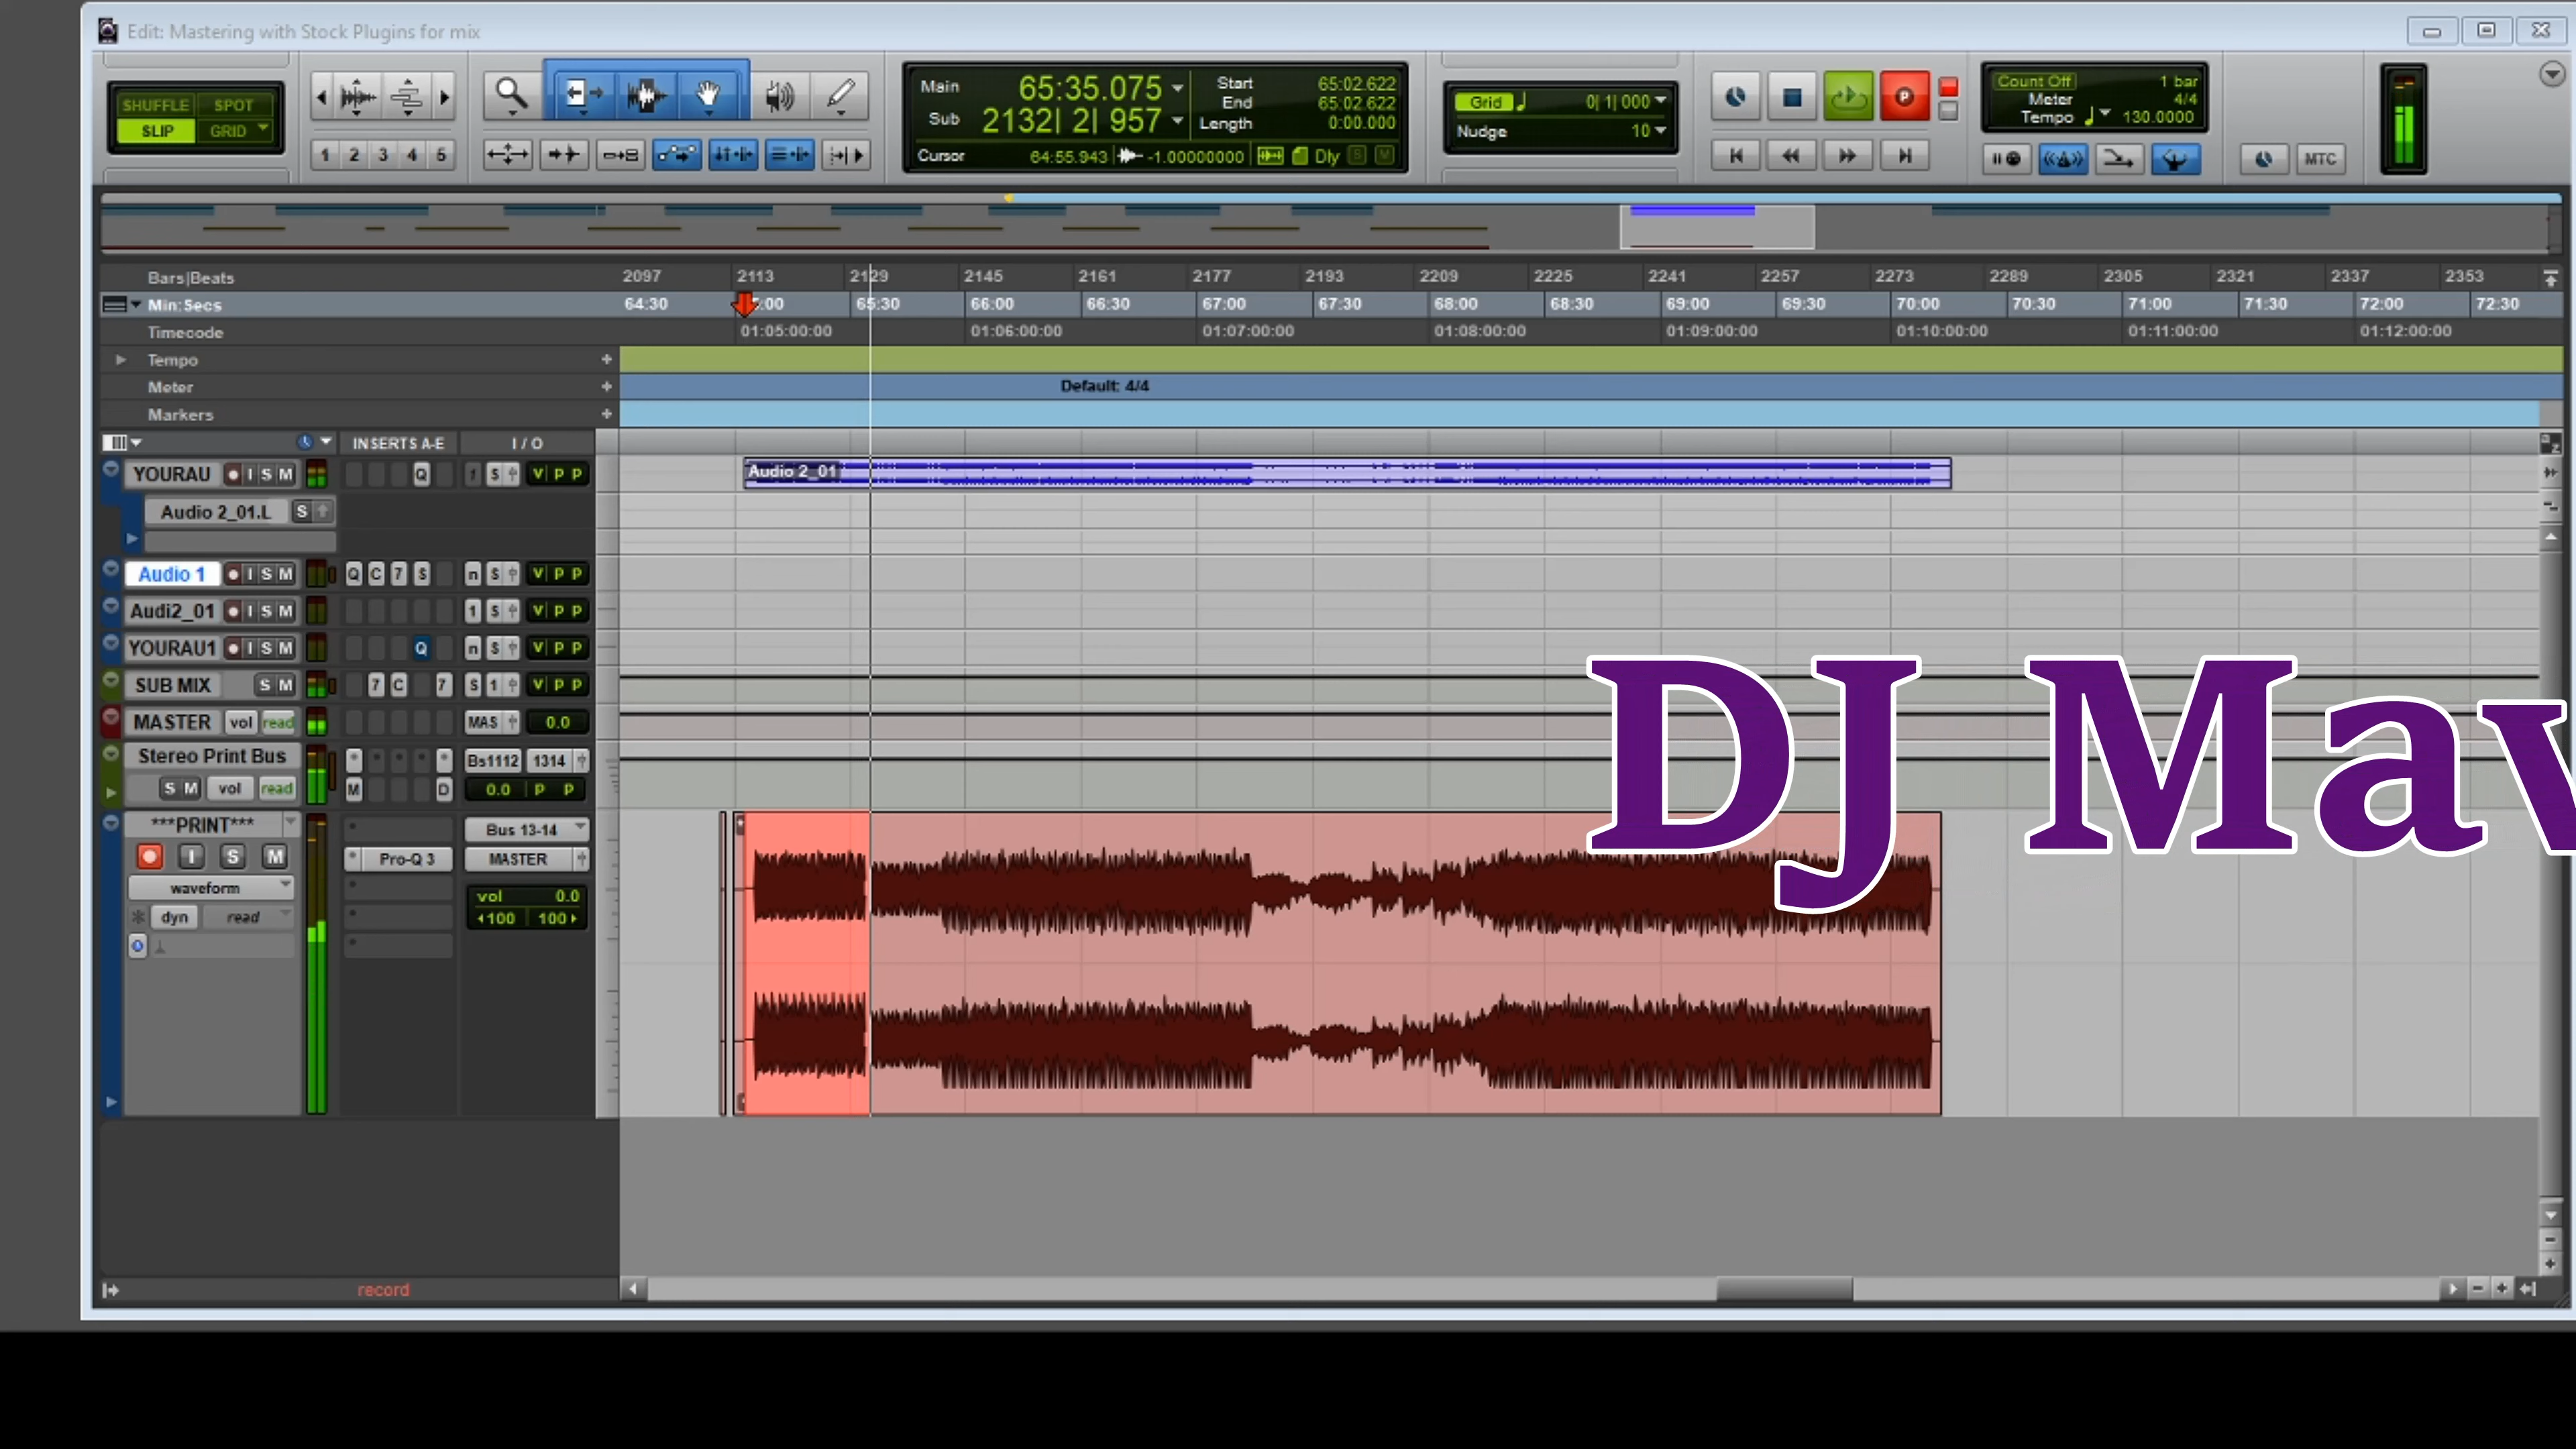 Edit: Mastering with Stock Plugins for mix
SHUFFLE SPOT
SLIP GRID
1 2 3 4 5
Main 65:35.075
Sub 2132| 2| 957
Start 65:02.622
End 65:02.622
Length 0:00.000
Cursor 64:55.943 -1.00000000 Dly S M
Grid 0| 1| 000
Nudge 10
P
Count Off 1 bar
Meter 4/4
Tempo 130.0000
MTC
Bars|Beats 2097 2113 2129 2145 2161 2177 2193 2209 2225 2241 2257 2273 2289 2305 2321 2337 2353
Min:Secs 64:30 :00 65:30 66:00 66:30 67:00 67:30 68:00 68:30 69:00 69:30 70:00 70:30 71:00 71:30 72:00 72:30
Timecode 01:05:00:00 01:06:00:00 01:07:00:00 01:08:00:00 01:09:00:00 01:10:00:00 01:11:00:00 01:12:00:00
Tempo
Meter Default: 4/4
Markers
INSERTS A-E I / O
YOURAU I S M Q S V P P Audio 2_01
Audio 2_01.L S
Audio 1 I S M Q C 7 S n S V P P
Audi2_01 I S M 1 S V P P
YOURAU1 I S M Q n S V P P
SUB MIX S M 7 C 7 S 1 V P P
MASTER vol read MAS 0.0
Stereo Print Bus Bs1112 1314
S M vol read M D 0.0 P P
***PRINT*** Bus 13-14
I S M Pro-Q 3 MASTER
waveform vol 0.0
dyn read 100 100
DJ Mav
record